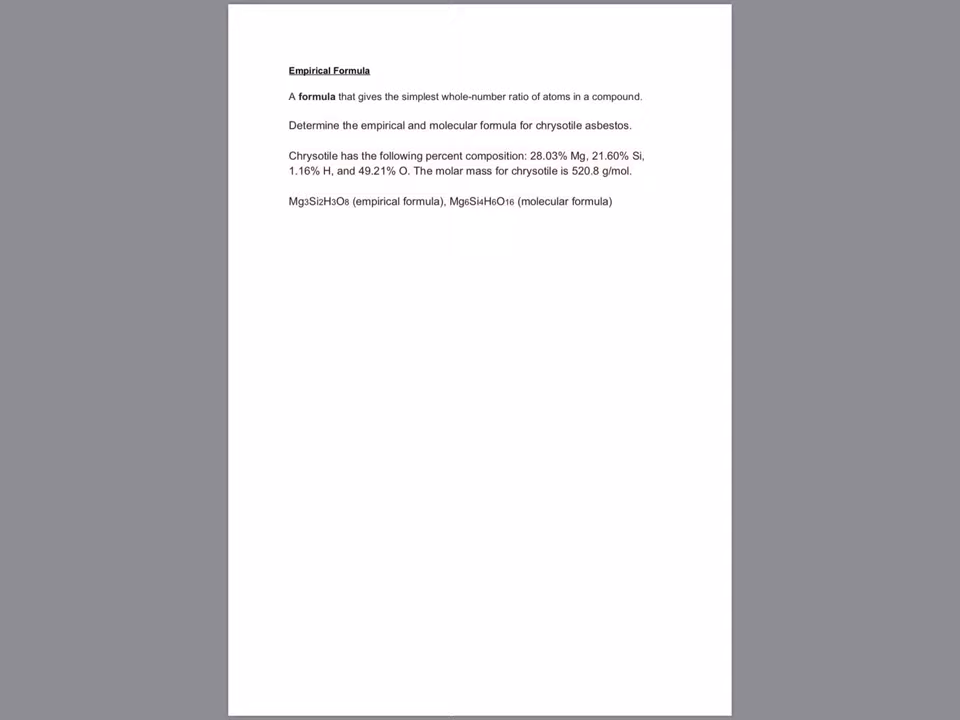 Empirical Formula
A formula that gives the simplest whole-number ratio of atoms in a compound.
Determine the empirical and molecular formula for chrysotile asbestos.
Chrysotile has the following percent composition: 28.03% Mg, 21.60% Si,
1.16% H, and 49.21% O. The molar mass for chrysotile is 520.8 g/mol.
Mg3Si2H3O8 (empirical formula), Mg6Si4H6O16 (molecular formula)